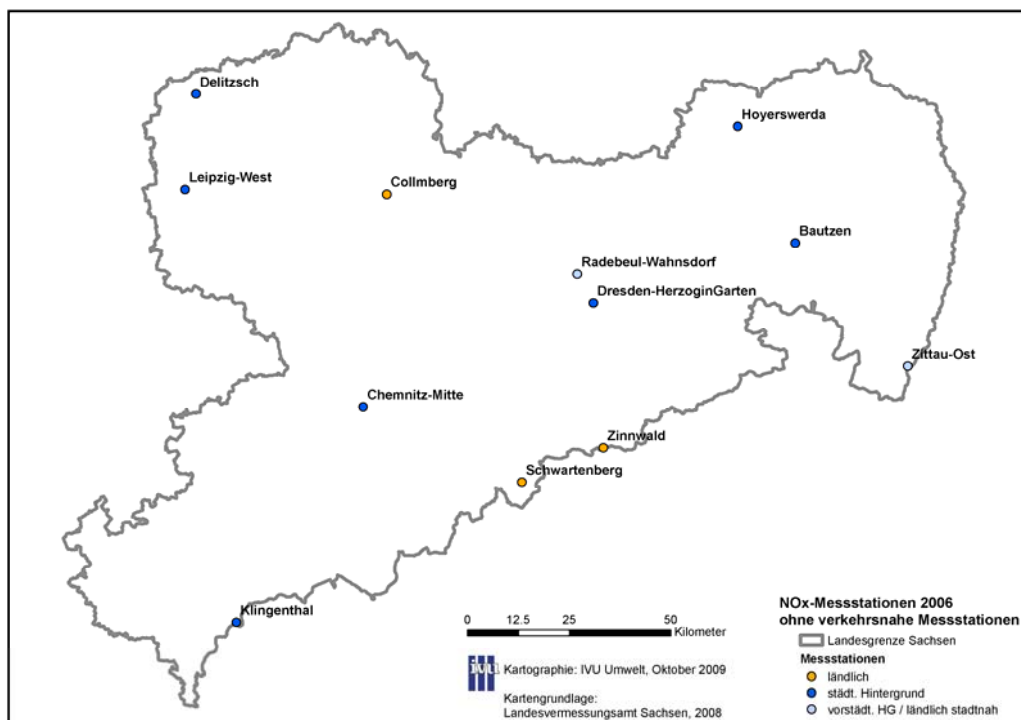 Delitzsch
Hoyerswerda
Leipzig-West
Collmberg
Bautzen
Radebeul-Wahnsdorf
Dresden-HerzoginGarten
Zittau-Ost
Chemnitz-Mitte
Zinnwald
Schwartenberg
Klingenthal
0 12.5 25 50
Kilometer
ivu
Kartographie: IVU Umwelt, Oktober 2009
Kartengrundlage:
Landesvermessungsamt Sachsen, 2008
NOx-Messstationen 2006
ohne verkehrsnahe Messstationen
Landesgrenze Sachsen
Messstationen
ländlich
städt. Hintergrund
vorstädt. HG / ländlich stadtnah